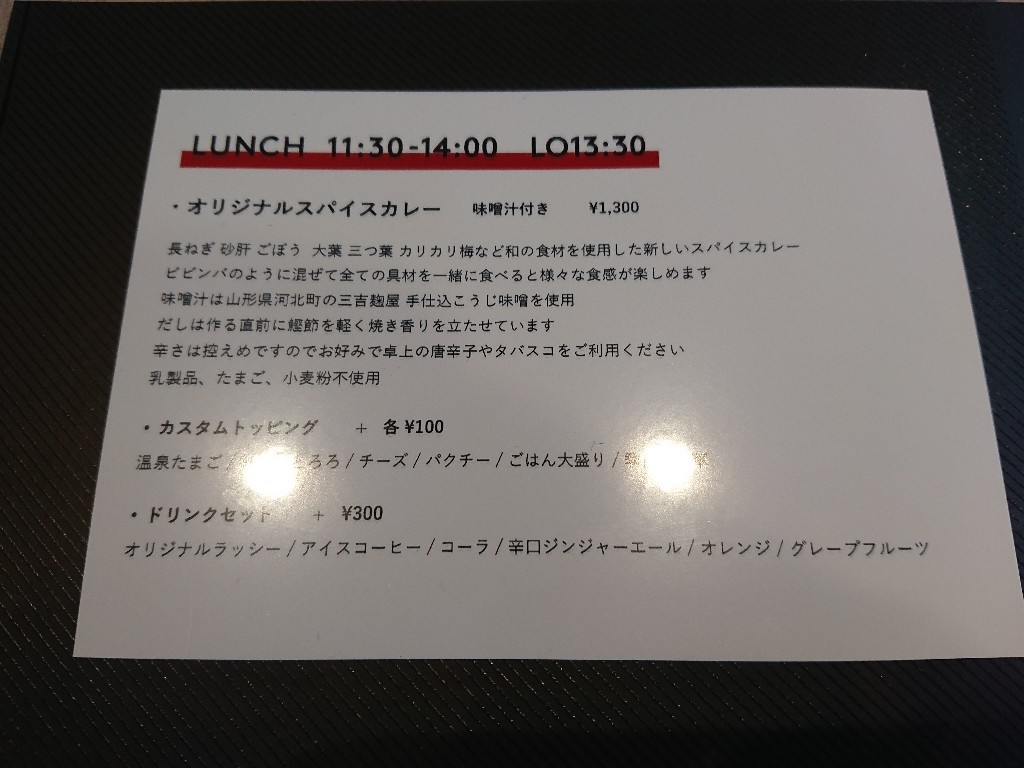 LUNCH 11:30-14:00 LO13:30
・オリジナルスパイスカレー 味噌汁付き ¥1,300
長ねぎ 砂肝 ごぼう 大葉 三つ葉 カリカリ梅など和の食材を使用した新しいスパイスカレー
ビビンバのように混ぜて全ての具材を一緒に食べると様々な食感が楽しめます
味噌汁は山形県河北町の三吉麹屋 手仕込こうじ味噌を使用
だしは作る直前に鰹節を軽く焼き香りを立たせています
辛さは控えめですのでお好みで卓上の唐辛子やタバスコをご利用ください
乳製品、たまご、小麦粉不使用
・カスタムトッピング + 各 ¥100
温泉たまご / とろろ / チーズ / パクチー / ごはん大盛り /
・ドリンクセット + ¥300
オリジナルラッシー / アイスコーヒー / コーラ / 辛口ジンジャーエール / オレンジ / グレープフルーツ